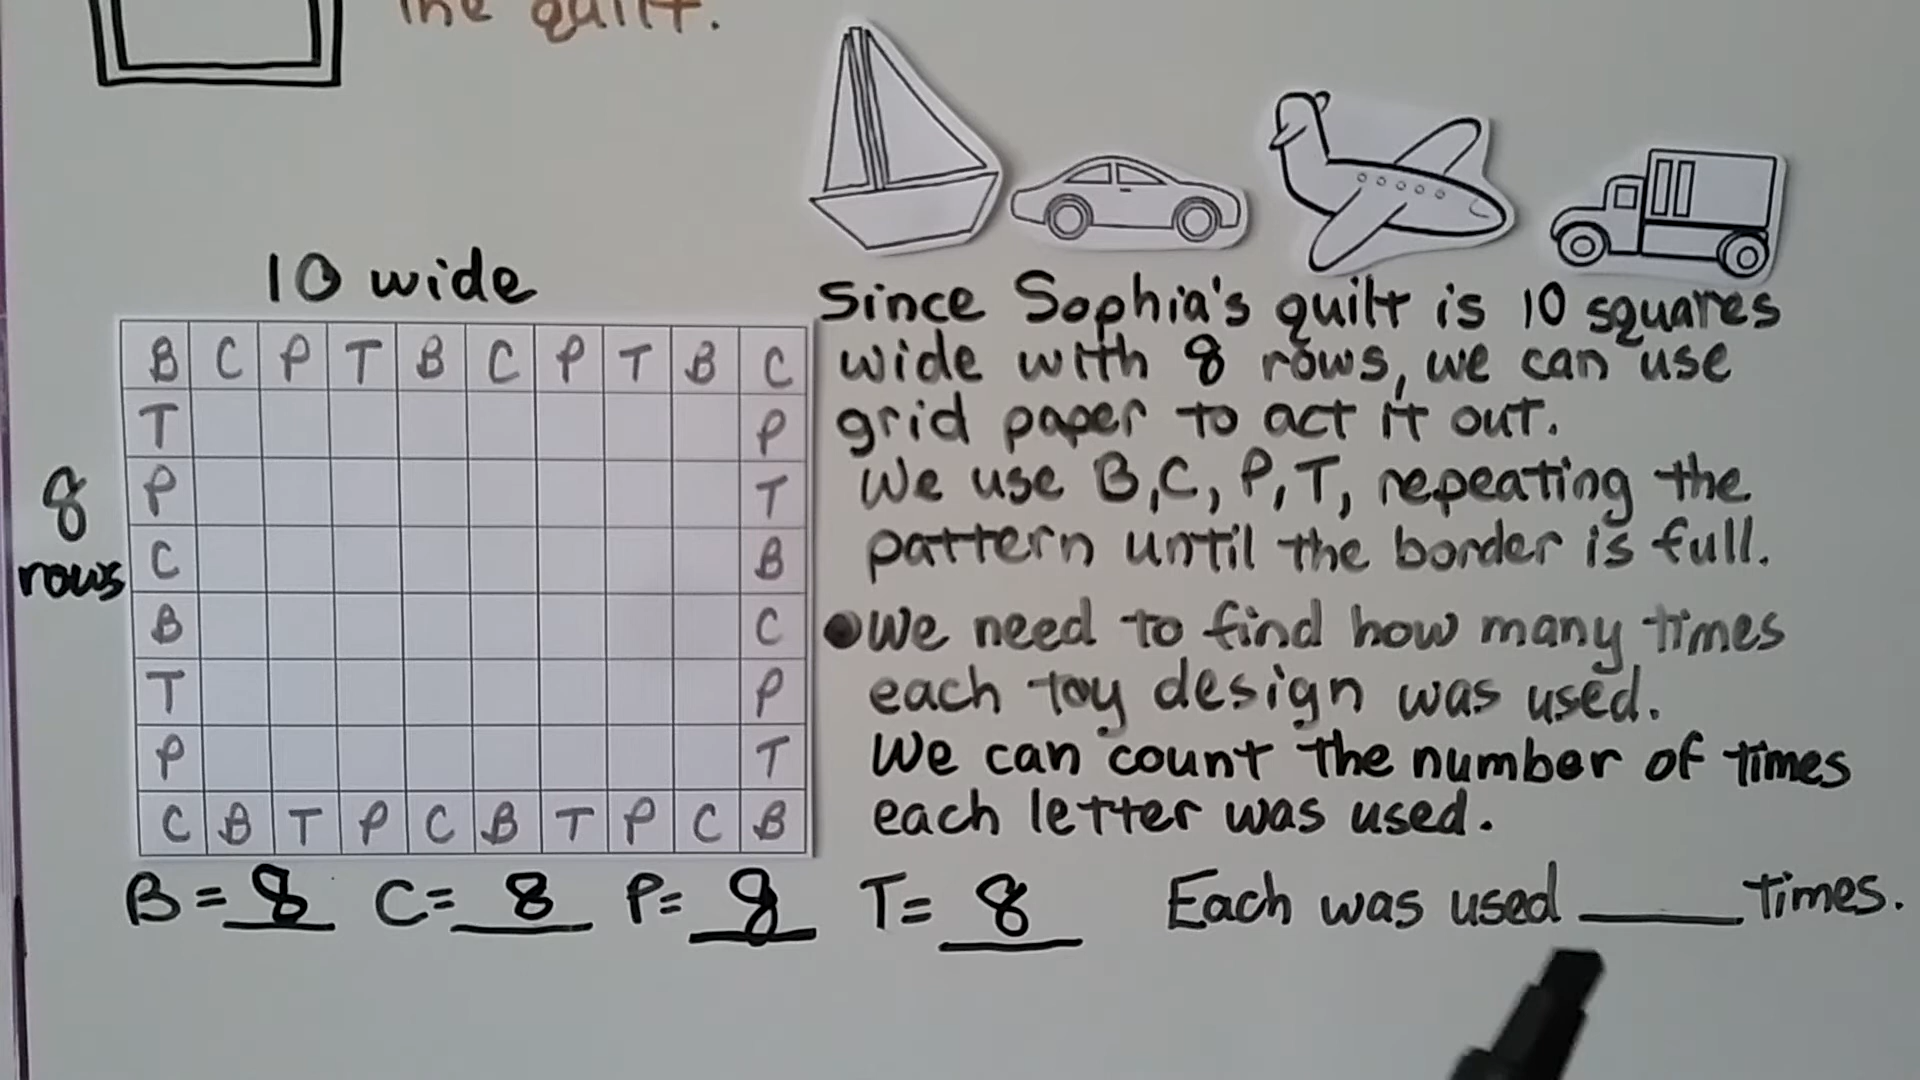 the quilt.
10 wide
B C P T B C P T B C
T P
P T
8 rows
C B
B C
T P
P T
C B T P C B T P C B
Since Sophia's quilt is 10 squares
wide with 8 rows, we can use
grid paper to act it out.
We use B, C, P, T, repeating the
pattern until the border is full.
•We need to find how many times
each toy design was used.
We can count the number of times
each letter was used.
B = 8 C = 8 P = 8 T = 8 Each was used ____ times.